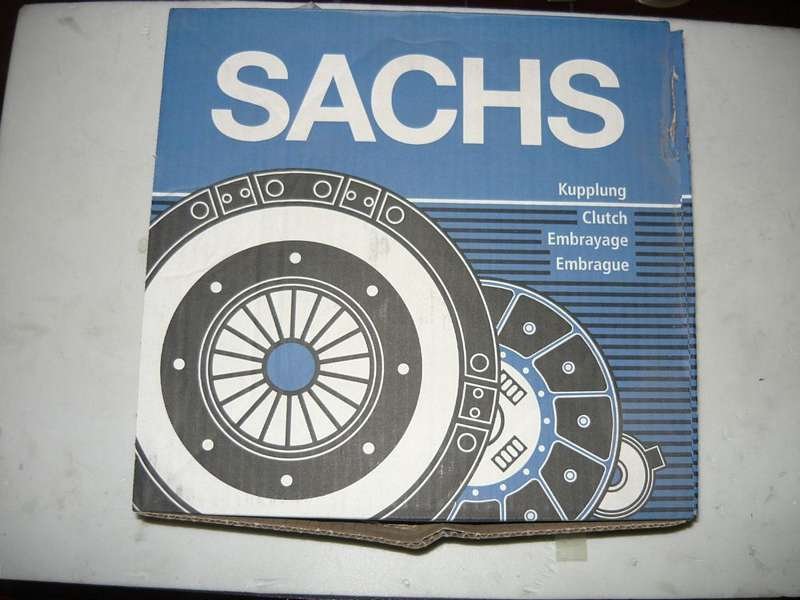 SACHS
Kupplung
Clutch
Embrayage
Embrague